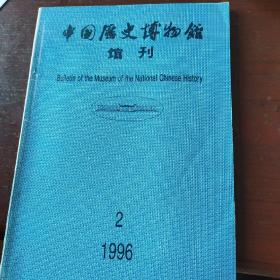 中国历史博物馆
馆刊
Bulletin of the Museum of the National Chinese History
2
1996